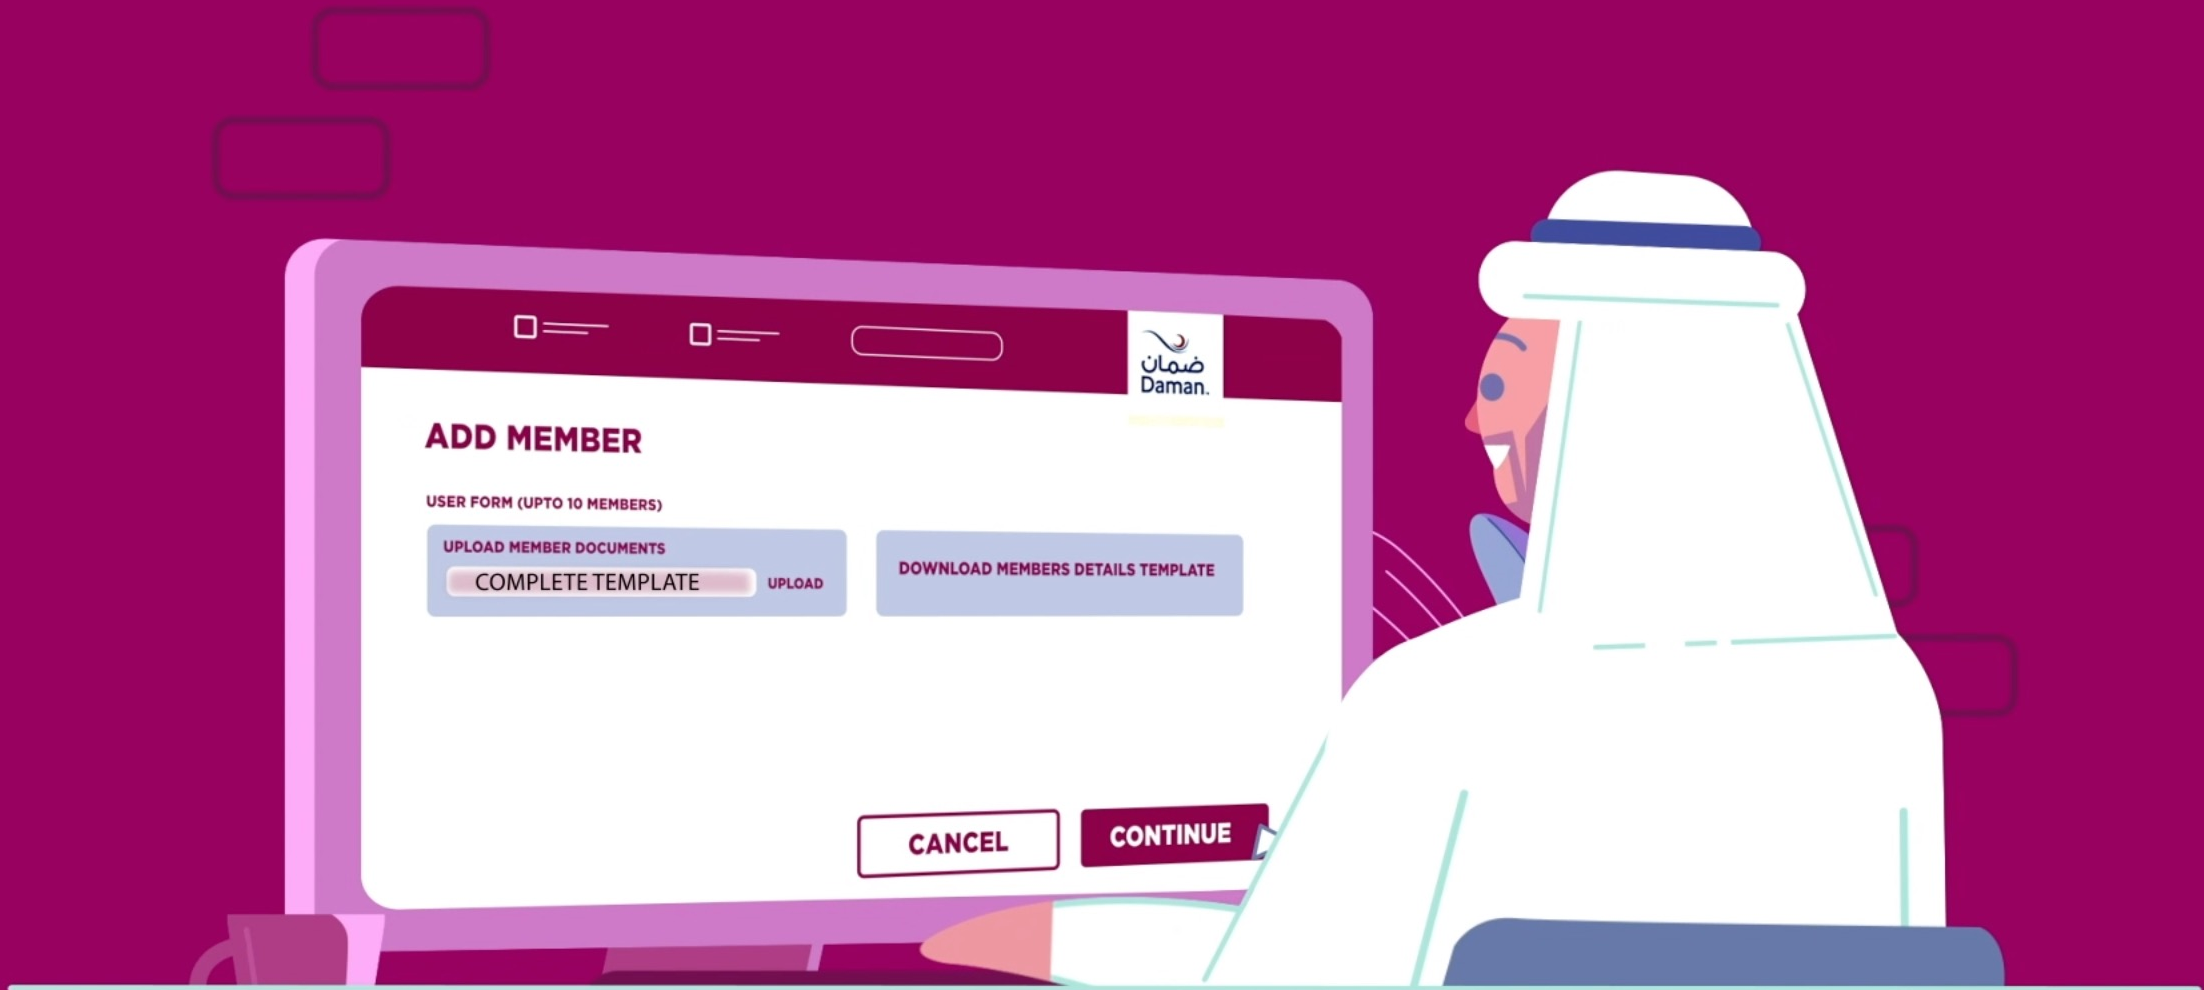 ضمان
Daman.
ADD MEMBER
USER FORM (UPTO 10 MEMBERS)
UPLOAD MEMBER DOCUMENTS
COMPLETE TEMPLATE
UPLOAD
DOWNLOAD MEMBERS DETAILS TEMPLATE
CANCEL
CONTINUE